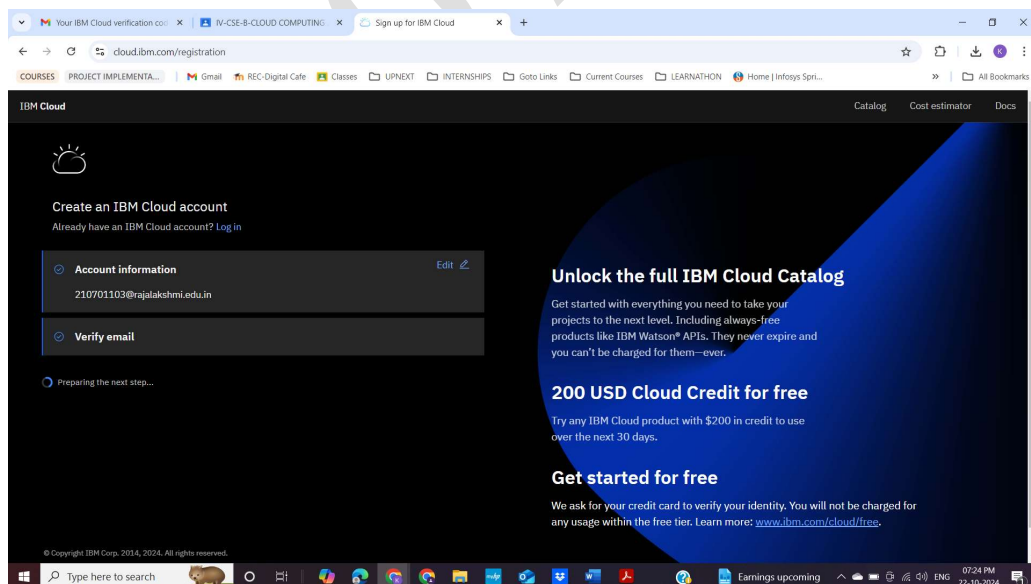 Your IBM Cloud verification co
IV-CSE-B-CLOUD COMPUTING
Sign up for IBM Cloud
cloud.ibm.com/registration
COURSES
PROJECT IMPLEMENTA...
Gmail
REC-Digital Cafe
Classes
UPNEXT
INTERNSHIPS
Goto Links
Current Courses
LEARNATHON
Home | Infosys Spri...
All Bookmarks
IBM Cloud
Catalog
Cost estimator
Docs
Create an IBM Cloud account
Already have an IBM Cloud account? Log in
Account information
Edit
210701103@rajalakshmi.edu.in
Verify email
Preparing the next step...
Unlock the full IBM Cloud Catalog
Get started with everything you need to take your
projects to the next level. Including always-free
products like IBM Watson® APIs. They never expire and
you can't be charged for them—ever.
200 USD Cloud Credit for free
Try any IBM Cloud product with $200 in credit to use
over the next 30 days.
Get started for free
We ask for your credit card to verify your identity. You will not be charged for
any usage within the free tier. Learn more: www.ibm.com/cloud/free.
© Copyright IBM Corp. 2014, 2024. All rights reserved.
Type here to search
Earnings upcoming
ENG
07:24 PM
22-10-2024